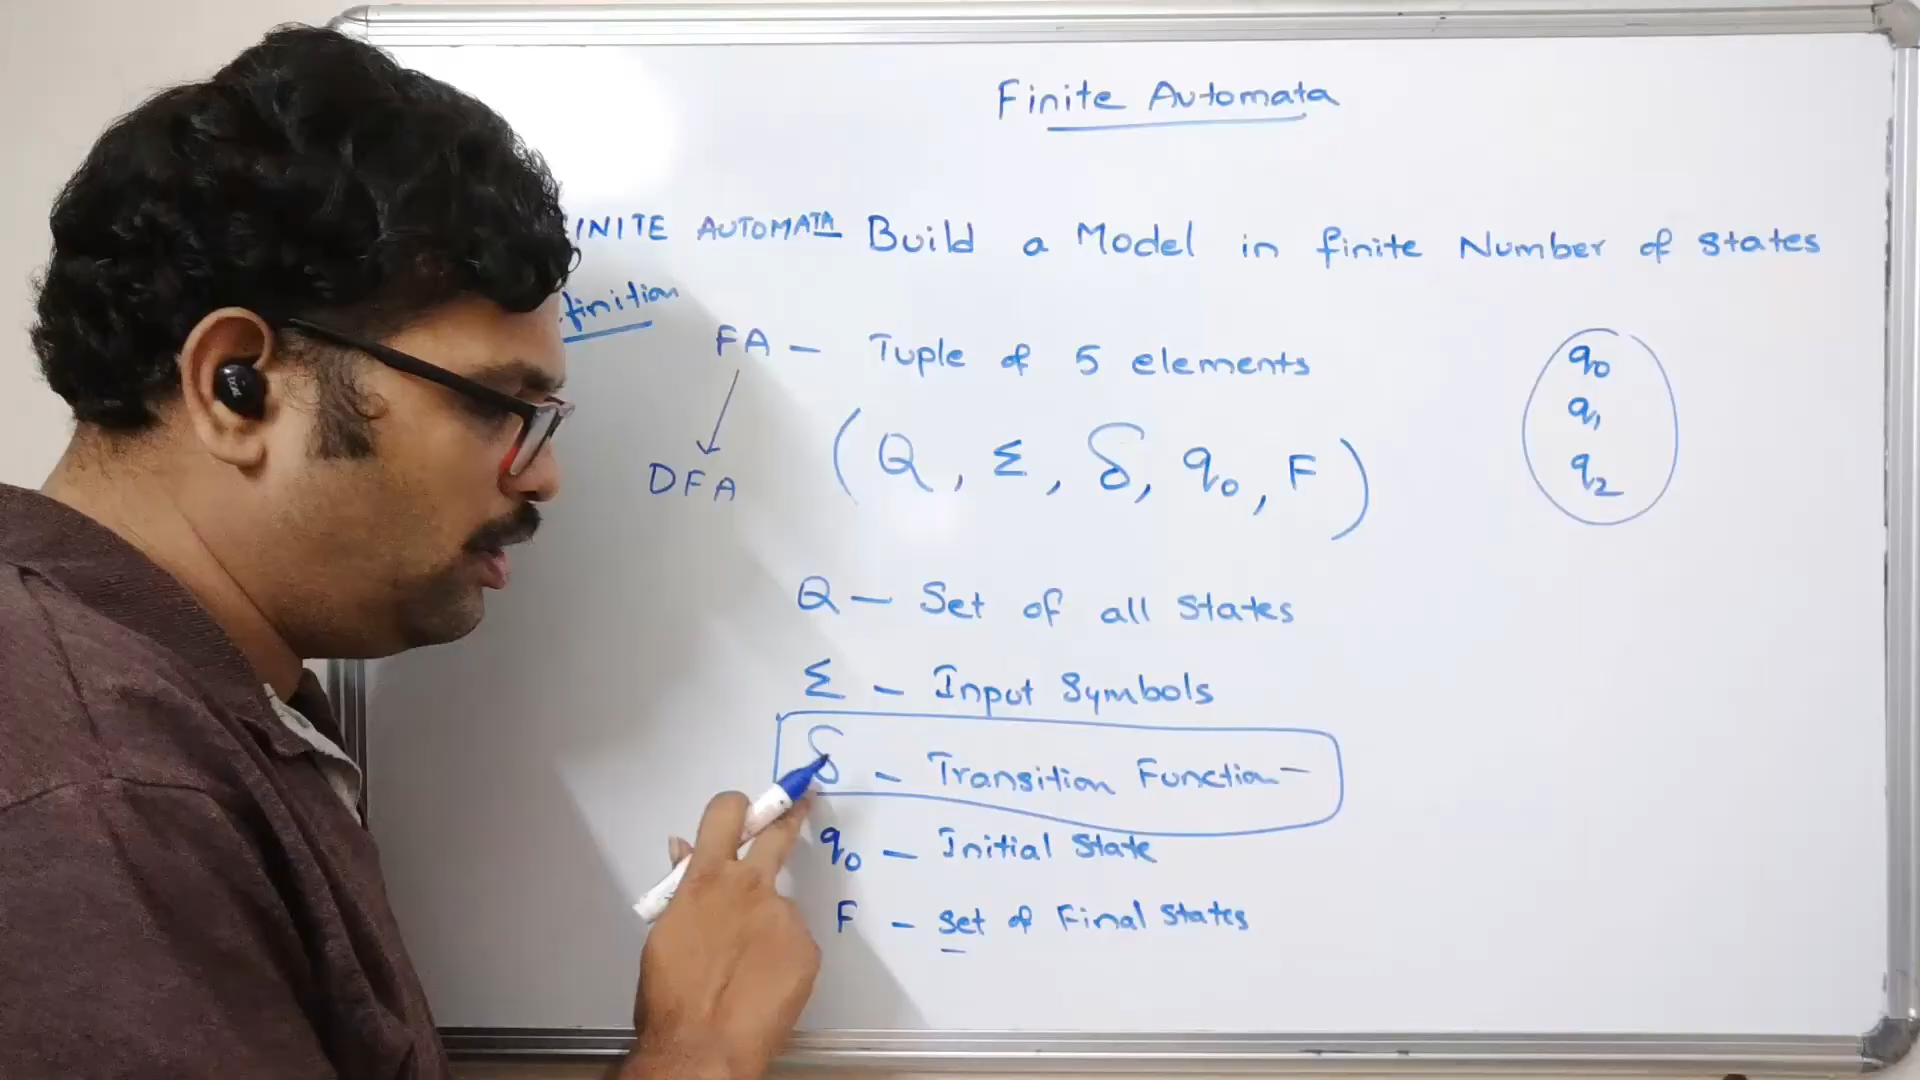 Finite Automata
INITE AUTOMATA Build a Model in finite Number of states
finition
FA – Tuple of 5 elements
DFA
(Q, Σ, δ, q0, F)
q0
q1
q2
Q – Set of all states
Σ – Input Symbols
δ – Transition Function –
q0 – Initial state
F – set of Final states